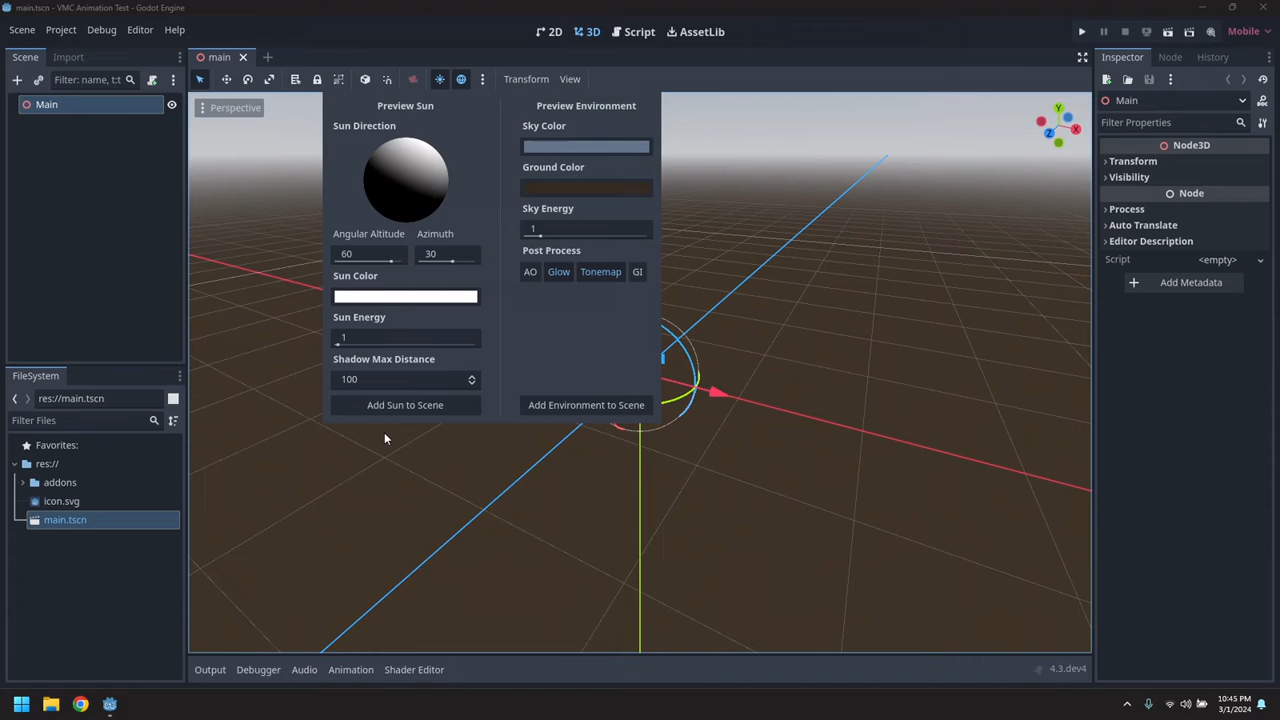 main.tscn - VMC Animation Test - Godot Engine
Scene Project Debug Editor Help
2D 3D Script AssetLib
Mobile
Scene Import
Filter: name, t:t
Main
main
Transform View
Perspective
Y
X
Z
Preview Sun
Sun Direction
Angular Altitude Azimuth
60 30
Sun Color
Sun Energy
1
Shadow Max Distance
100
Add Sun to Scene
Preview Environment
Sky Color
Ground Color
Sky Energy
1
Post Process
AO Glow Tonemap GI
Add Environment to Scene
Inspector Node History
Main
Filter Properties
Node3D
Transform
Visibility
Node
Process
Auto Translate
Editor Description
Script <empty>
Add Metadata
FileSystem
res://main.tscn
Filter Files
Favorites:
res://
addons
icon.svg
main.tscn
Output Debugger Audio Animation Shader Editor
4.3.dev4
10:45 PM
3/1/2024